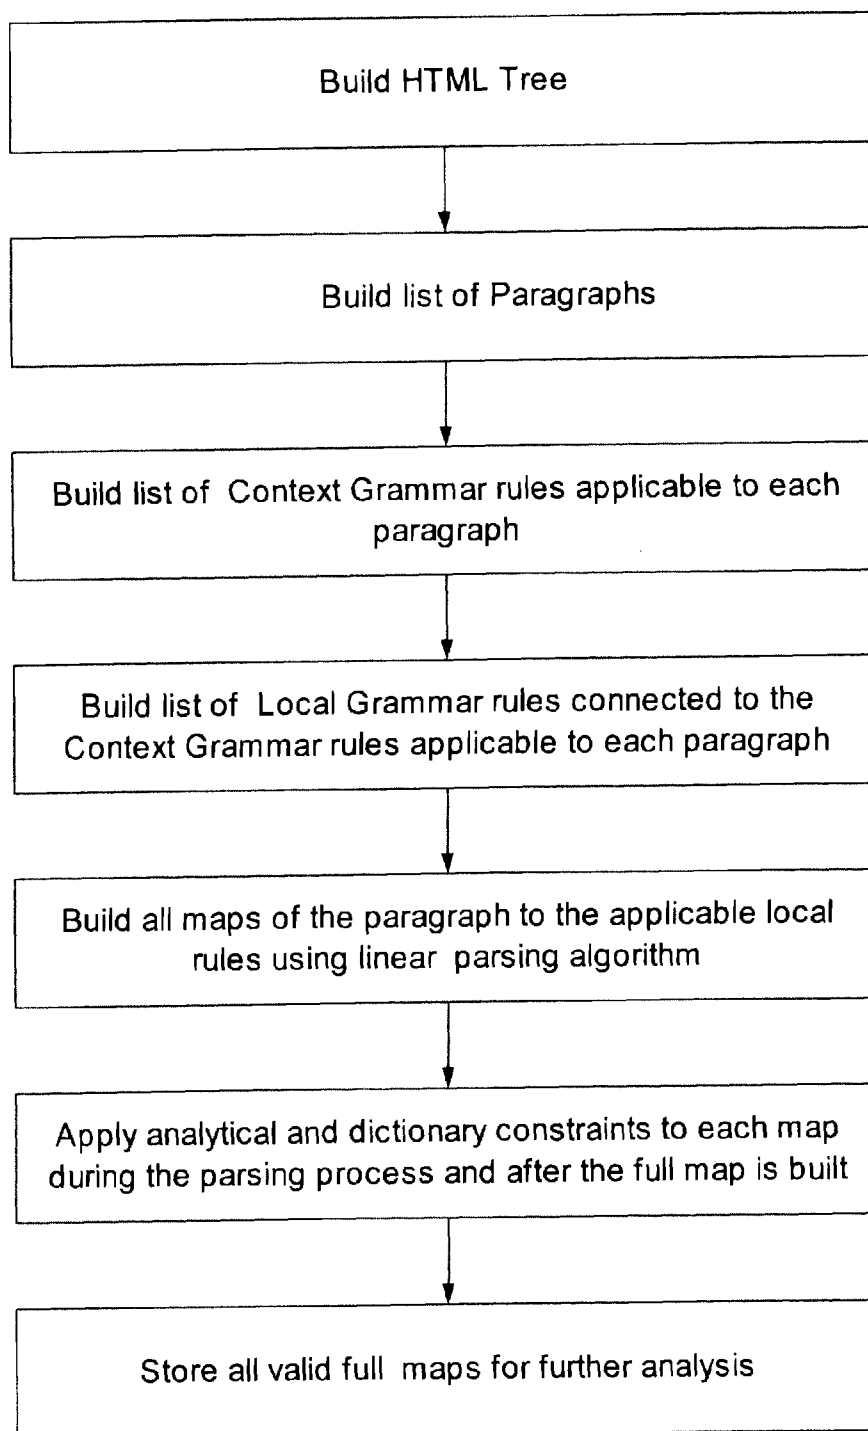 Build HTML Tree
Build list of Paragraphs
Build list of Context Grammar rules applicable to each
paragraph
Build list of Local Grammar rules connected to the
Context Grammar rules applicable to each paragraph
Build all maps of the paragraph to the applicable local
rules using linear parsing algorithm
Apply analytical and dictionary constraints to each map
during the parsing process and after the full map is built
Store all valid full maps for further analysis